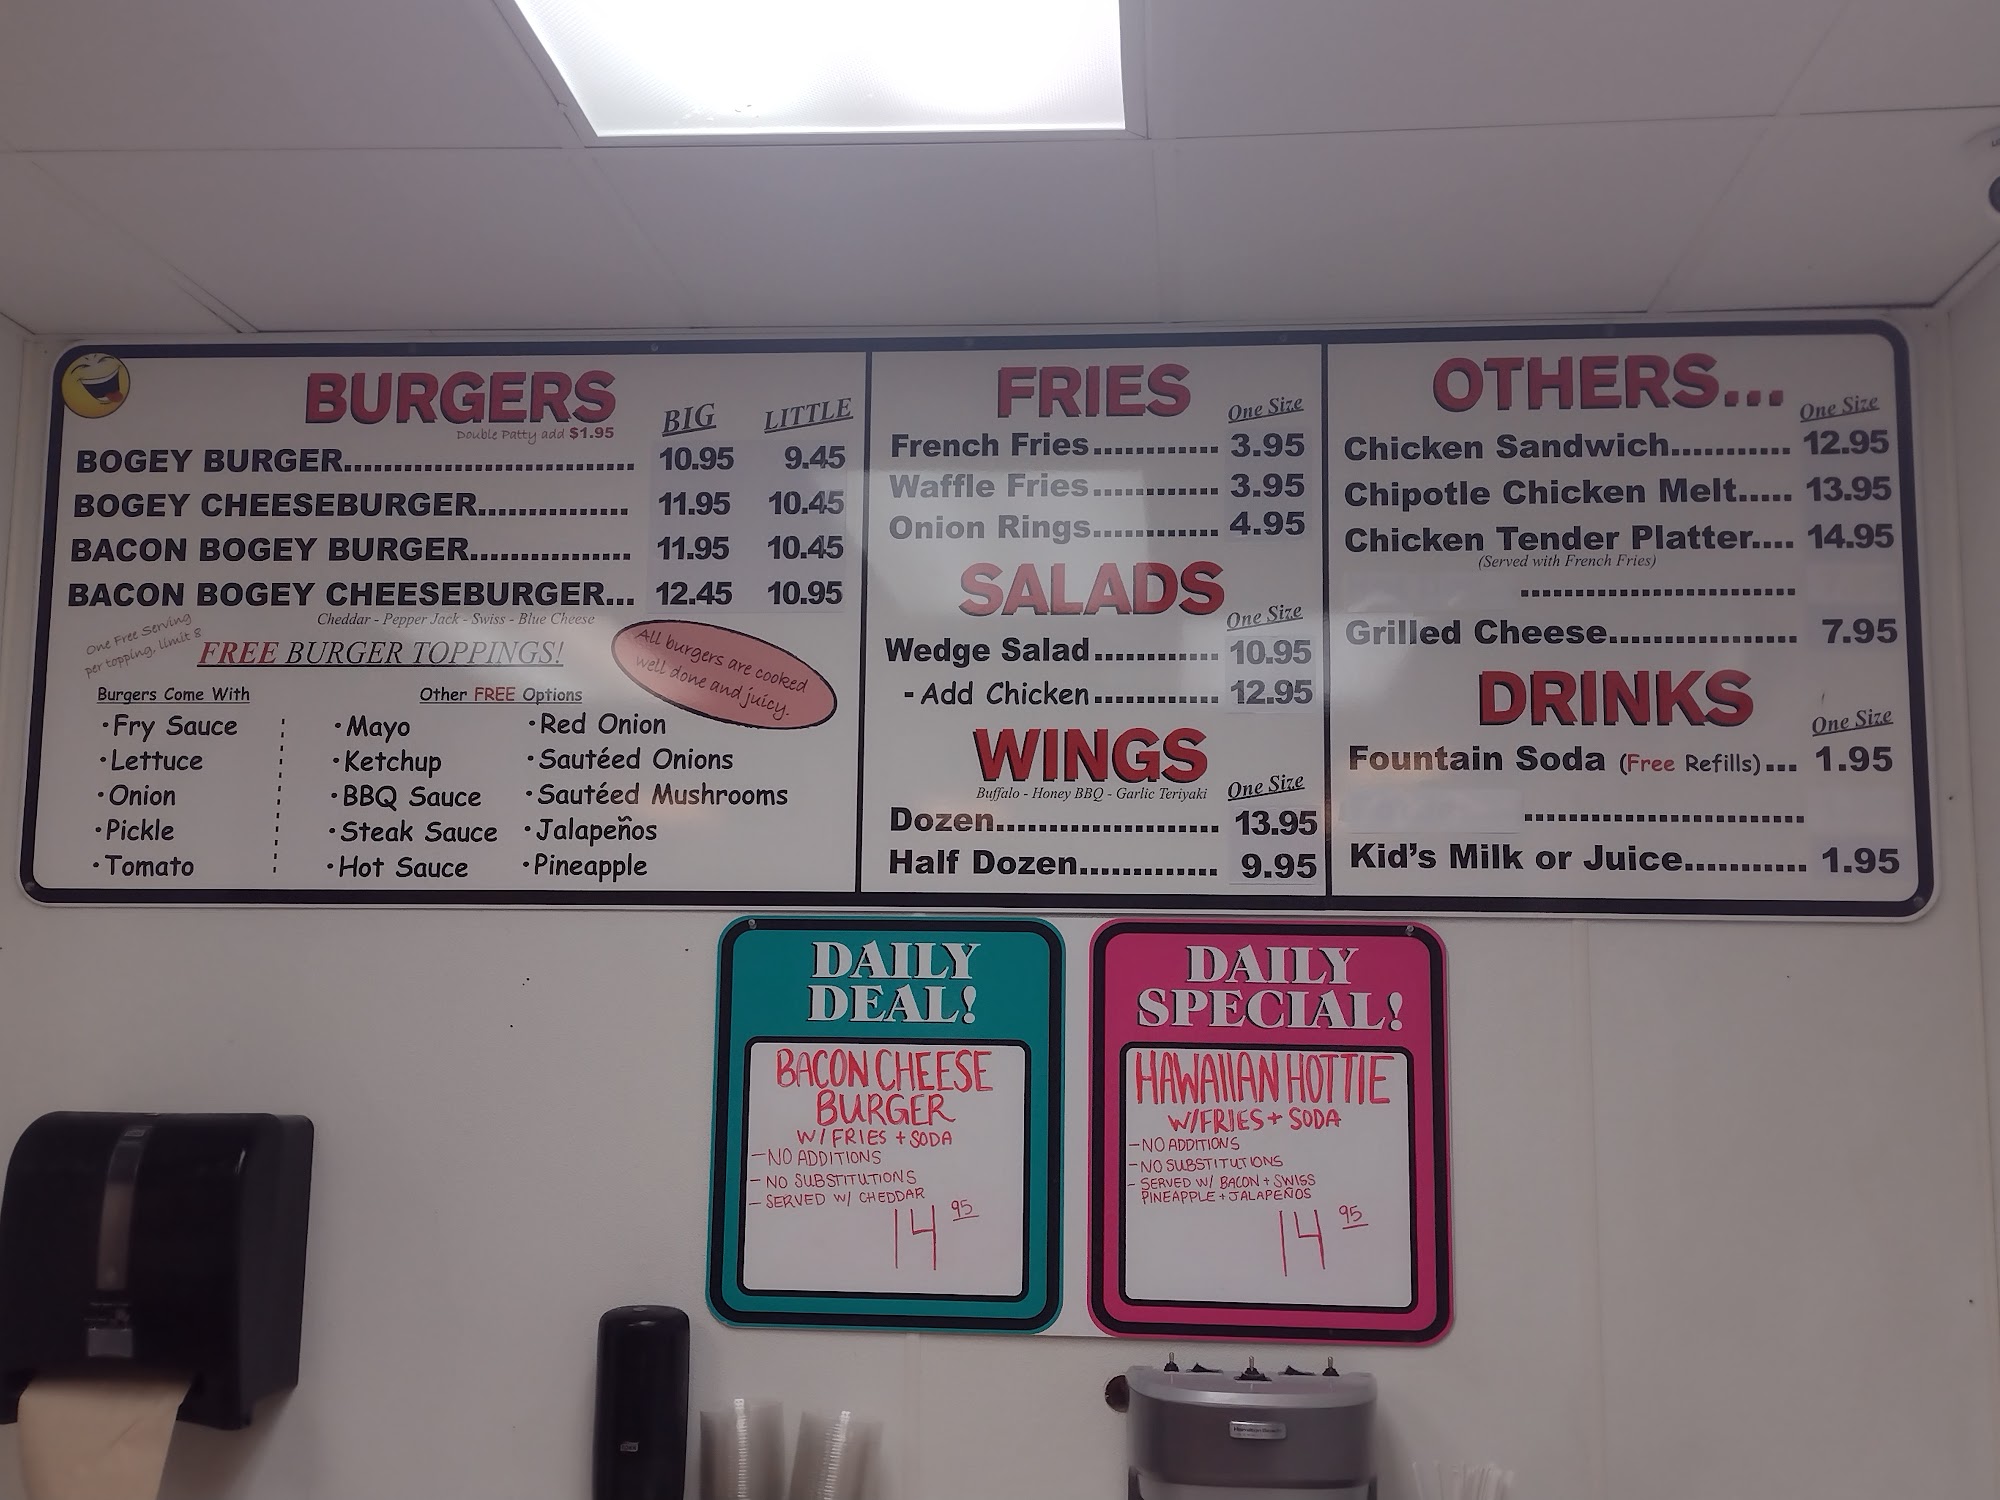 BURGERS
Double Patty add $1.95
BIG LITTLE
BOGEY BURGER............................. 10.95 9.45
BOGEY CHEESEBURGER............... 11.95 10.45
BACON BOGEY BURGER................ 11.95 10.45
BACON BOGEY CHEESEBURGER... 12.45 10.95
Cheddar - Pepper Jack - Swiss - Blue Cheese
One Free Serving
per topping, limit 8
FREE BURGER TOPPINGS!
All burgers are cooked
well done and juicy.
Burgers Come With
•Fry Sauce
•Lettuce
•Onion
•Pickle
•Tomato
Other FREE Options
•Mayo
•Ketchup
•BBQ Sauce
•Steak Sauce
•Hot Sauce
•Red Onion
•Sautéed Onions
•Sautéed Mushrooms
•Jalapeños
•Pineapple
FRIES
One Size
French Fries............ 3.95
Waffle Fries............ 3.95
Onion Rings............ 4.95
SALADS
One Size
Wedge Salad............ 10.95
- Add Chicken............ 12.95
WINGS
Buffalo - Honey BBQ - Garlic Teriyaki
One Size
Dozen...................... 13.95
Half Dozen.............. 9.95
OTHERS...
One Size
Chicken Sandwich............ 12.95
Chipotle Chicken Melt..... 13.95
Chicken Tender Platter.... 14.95
(Served with French Fries)
............................
Grilled Cheese................... 7.95
DRINKS
One Size
Fountain Soda (Free Refills)... 1.95
............................
Kid's Milk or Juice............ 1.95
DAILY
DEAL!
BACON CHEESE
BURGER
W/ FRIES + SODA
- NO ADDITIONS
- NO SUBSTITUTIONS
- SERVED W/ CHEDDAR
14 95
DAILY
SPECIAL!
HAWAIIAN HOTTIE
W/FRIES + SODA
- NO ADDITIONS
- NO SUBSTITUTIONS
- SERVED W/ BACON + SWISS
PINEAPPLE + JALAPEÑOS
14 95
Hamilton Beach